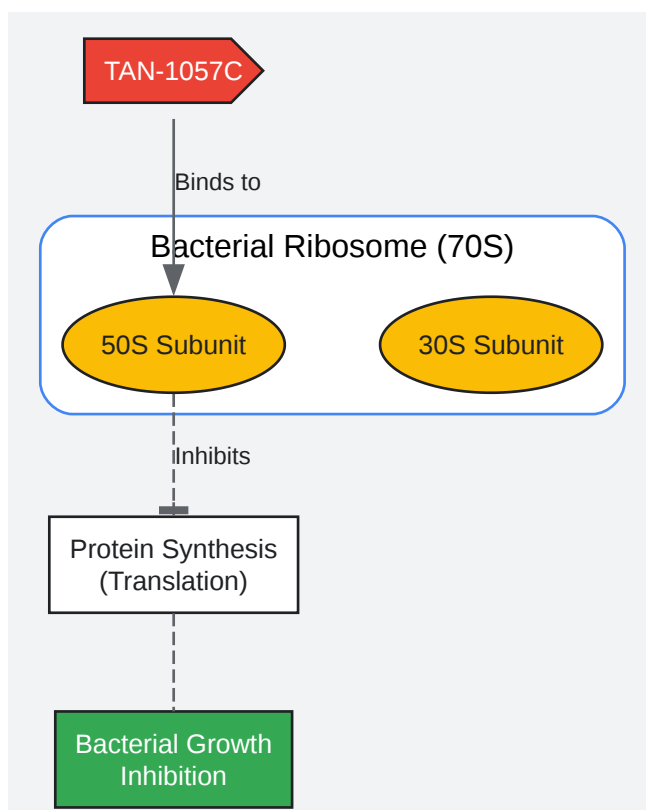 TAN-1057C
Binds to
Bacterial Ribosome (70S)
50S Subunit
30S Subunit
Inhibits
Protein Synthesis
(Translation)
Bacterial Growth
Inhibition